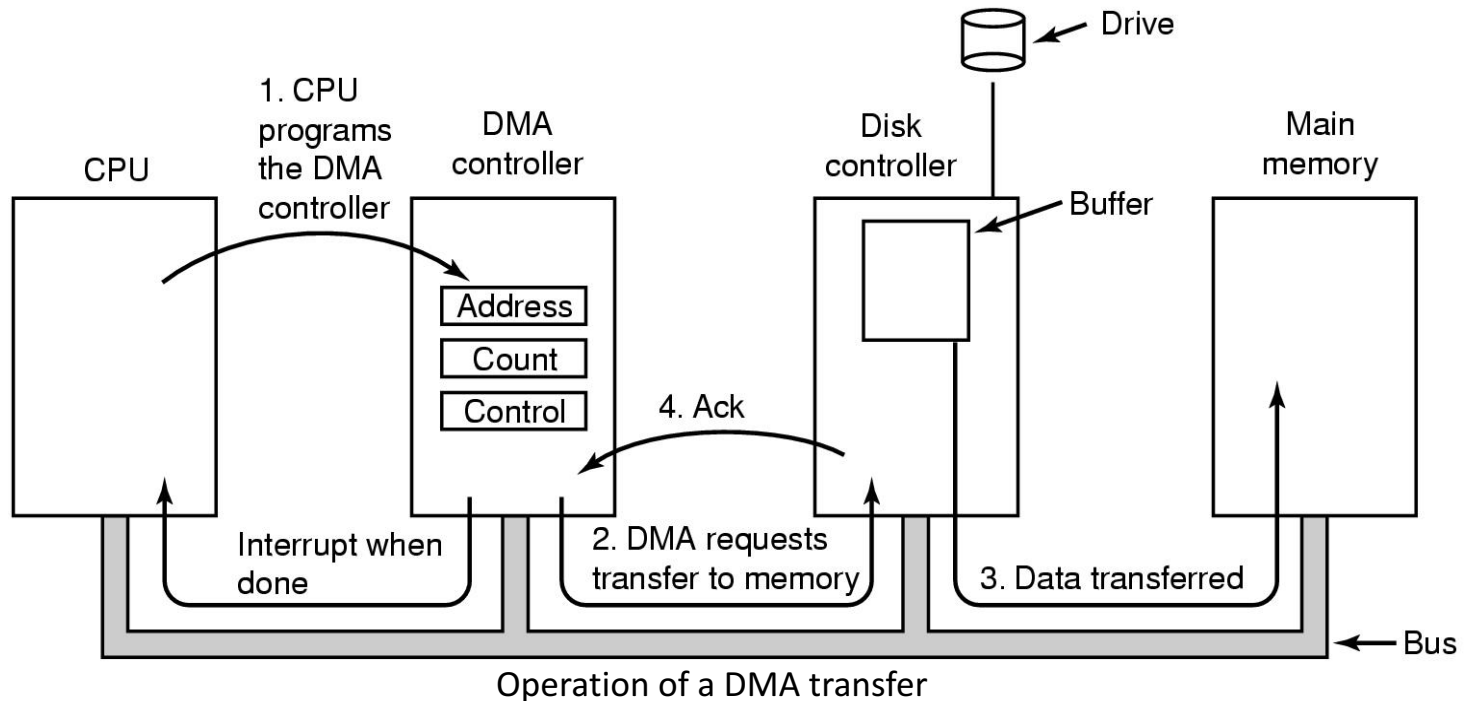 Drive
1. CPU
programs
the DMA
controller
CPU
DMA
controller
Disk
controller
Main
memory
Buffer
Address
Count
Control
4. Ack
Interrupt when
done
2. DMA requests
transfer to memory
3. Data transferred
Bus
Operation of a DMA transfer